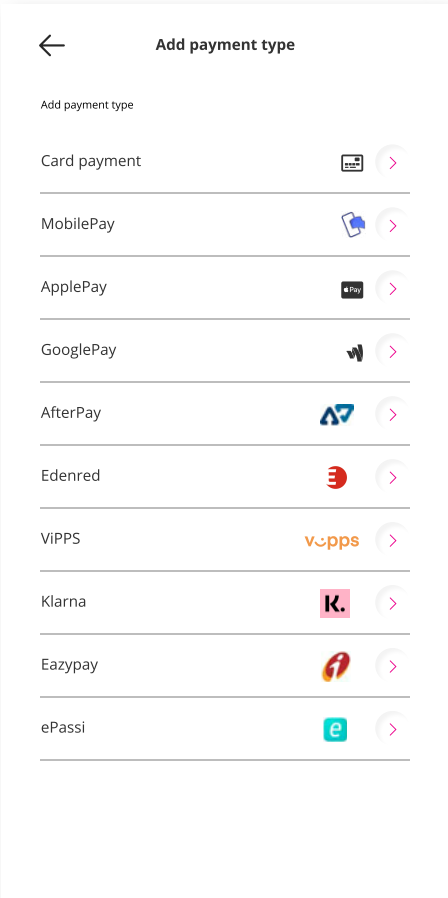 Add payment type
Add payment type
Card payment
MobilePay
ApplePay
Pay
GooglePay
AfterPay
Edenred
ViPPS
vipps
Klarna
K.
Eazypay
i
ePassi
e